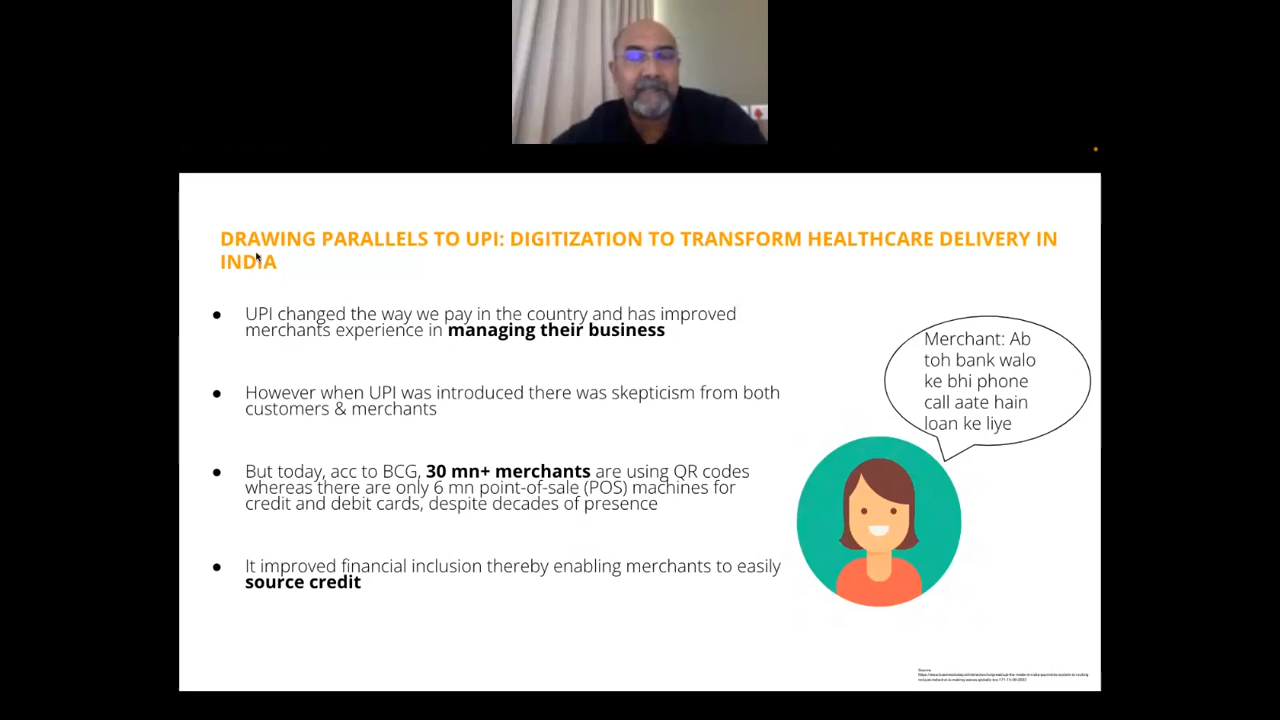 DRAWING PARALLELS TO UPI: DIGITIZATION TO TRANSFORM HEALTHCARE DELIVERY IN
INDIA
● UPI changed the way we pay in the country and has improved
merchants experience in managing their business
● However when UPI was introduced there was skepticism from both
customers & merchants
● But today, acc to BCG, 30 mn+ merchants are using QR codes
whereas there are only 6 mn point-of-sale (POS) machines for
credit and debit cards, despite decades of presence
● It improved financial inclusion thereby enabling merchants to easily
source credit
Merchant: Ab
toh bank walo
ke bhi phone
call aate hain
loan ke liye
Source